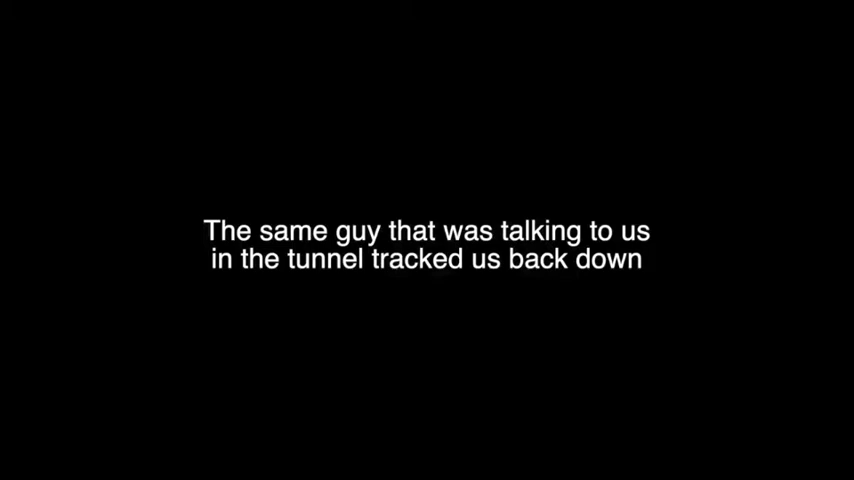 The same guy that was talking to us
in the tunnel tracked us back down